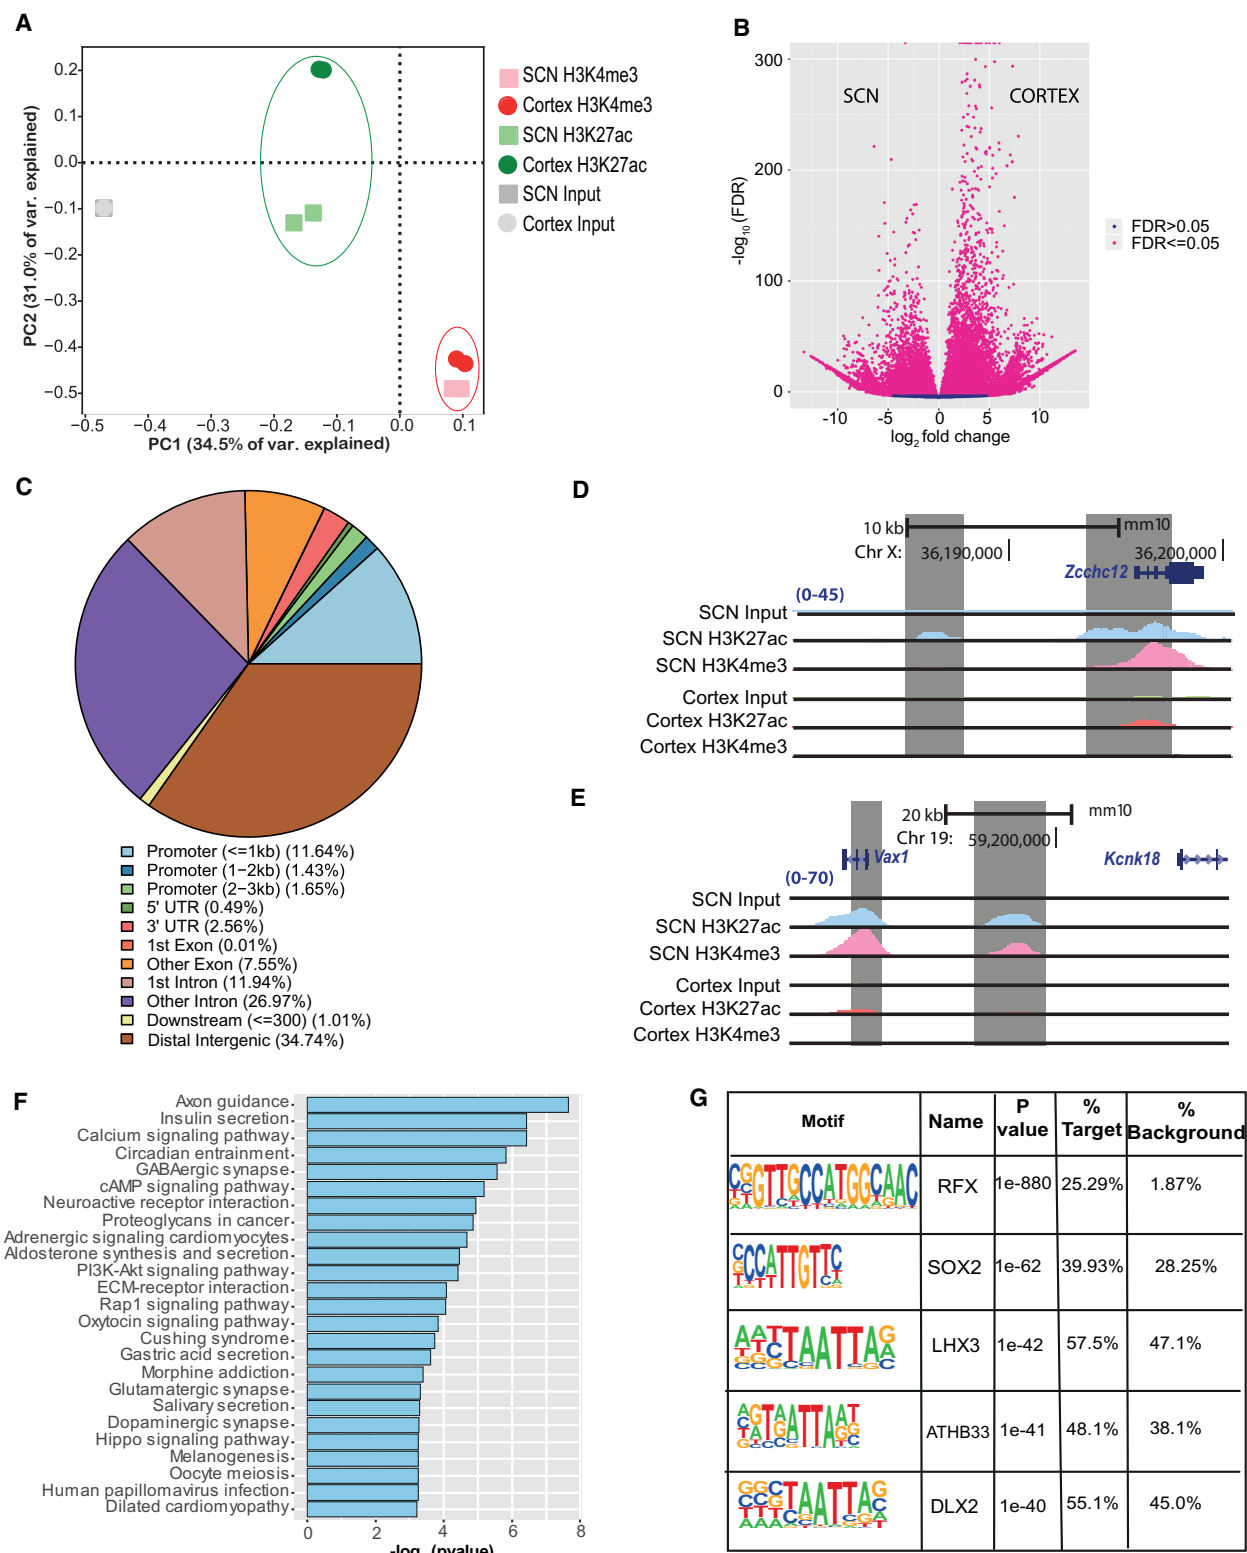 A
0.2
0.1
0.0
−0.1
−0.2
−0.3
−0.4
−0.5
PC2 (31.0% of var. explained)
−0.5
−0.4
−0.3
−0.2
−0.1
0.0
0.1
PC1 (34.5% of var. explained)
SCN H3K4me3
Cortex H3K4me3
SCN H3K27ac
Cortex H3K27ac
SCN Input
Cortex Input
B
300
200
100
0
-log10(FDR)
SCN
CORTEX
-10
-5
0
5
10
log2 fold change
FDR>0.05
FDR<=0.05
C
Promoter (<=1kb) (11.64%)
Promoter (1−2kb) (1.43%)
Promoter (2−3kb) (1.65%)
5' UTR (0.49%)
3' UTR (2.56%)
1st Exon (0.01%)
Other Exon (7.55%)
1st Intron (11.94%)
Other Intron (26.97%)
Downstream (<=300) (1.01%)
Distal Intergenic (34.74%)
D
10 kb
mm10
Chr X:
36,190,000
36,200,000
Zcchc12
(0-45)
SCN Input
SCN H3K27ac
SCN H3K4me3
Cortex Input
Cortex H3K27ac
Cortex H3K4me3
E
20 kb
mm10
Chr 19:
59,200,000
Vax1
Kcnk18
(0-70)
SCN Input
SCN H3K27ac
SCN H3K4me3
Cortex Input
Cortex H3K27ac
Cortex H3K4me3
F
Axon guidance
Insulin secretion
Calcium signaling pathway
Circadian entrainment
GABAergic synapse
cAMP signaling pathway
Neuroactive receptor interaction
Proteoglycans in cancer
Adrenergic signaling cardiomyocytes
Aldosterone synthesis and secretion
PI3K-Akt signaling pathway
ECM-receptor interaction
Rap1 signaling pathway
Oxytocin signaling pathway
Cushing syndrome
Gastric acid secretion
Morphine addiction
Glutamatergic synapse
Salivary secretion
Dopaminergic synapse
Hippo signaling pathway
Melanogenesis
Oocyte meiosis
Human papillomavirus infection
Dilated cardiomyopathy
0
2
4
6
8
-log (pvalue)
G
Motif
Name
P value
% Target
% Background
RFX
1e-880
25.29%
1.87%
SOX2
1e-62
39.93%
28.25%
LHX3
1e-42
57.5%
47.1%
ATHB33
1e-41
48.1%
38.1%
DLX2
1e-40
55.1%
45.0%